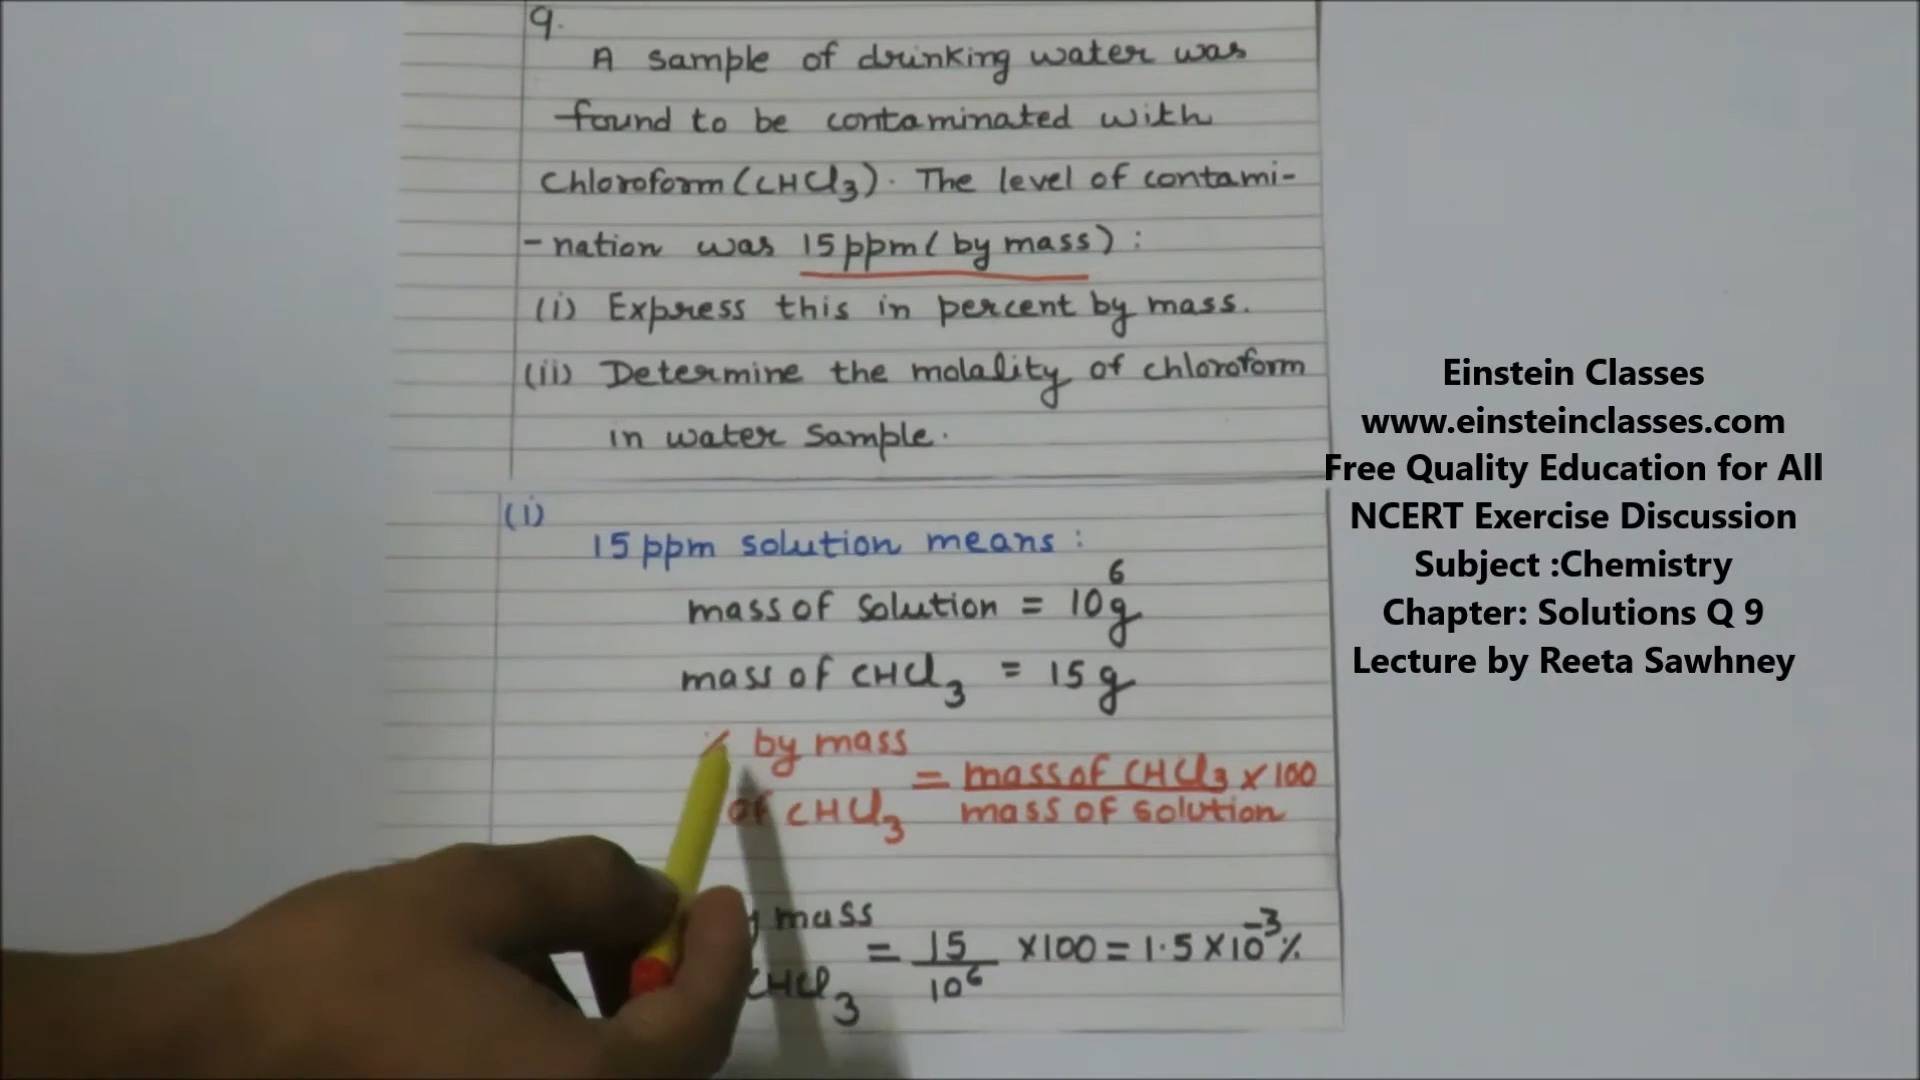 9.
A sample of drinking water was
found to be contaminated with
Chloroform (CHCl3). The level of contami-
-nation was 15 ppm (by mass) :
(i) Express this in percent by mass.
(ii) Determine the molality of chloroform
in water sample.
(i)
15 ppm solution means :
mass of solution = 10⁶ g
mass of CHCl3 = 15 g
% by mass
of CHCl3 = mass of CHCl3 × 100
mass of solution
mass
CHCl3 = 15 × 100 = 1.5 × 10⁻³ %
10⁶
Einstein Classes
www.einsteinclasses.com
Free Quality Education for All
NCERT Exercise Discussion
Subject :Chemistry
Chapter: Solutions Q 9
Lecture by Reeta Sawhney